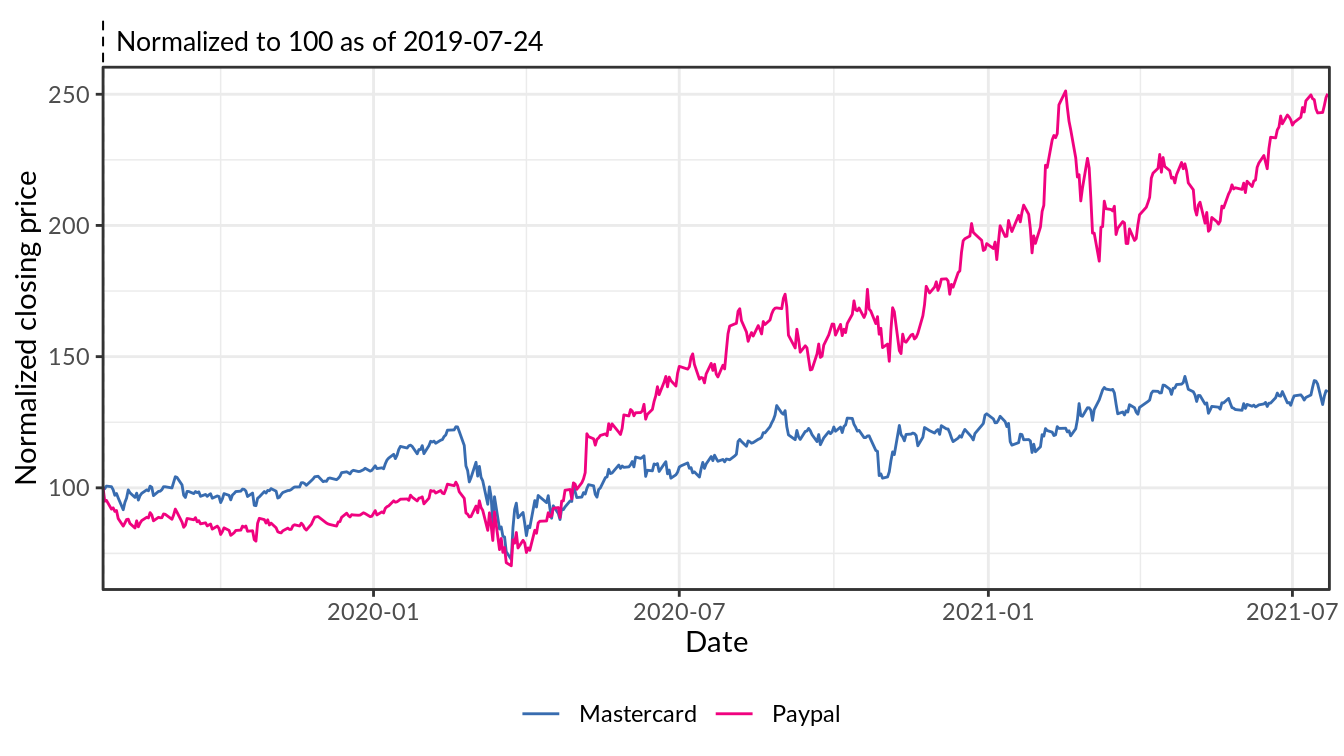 Normalized to 100 as of 2019-07-24
250
200
150
100
Normalized closing price
2020-01
2020-07
2021-01
2021-07
Date
Mastercard
Paypal